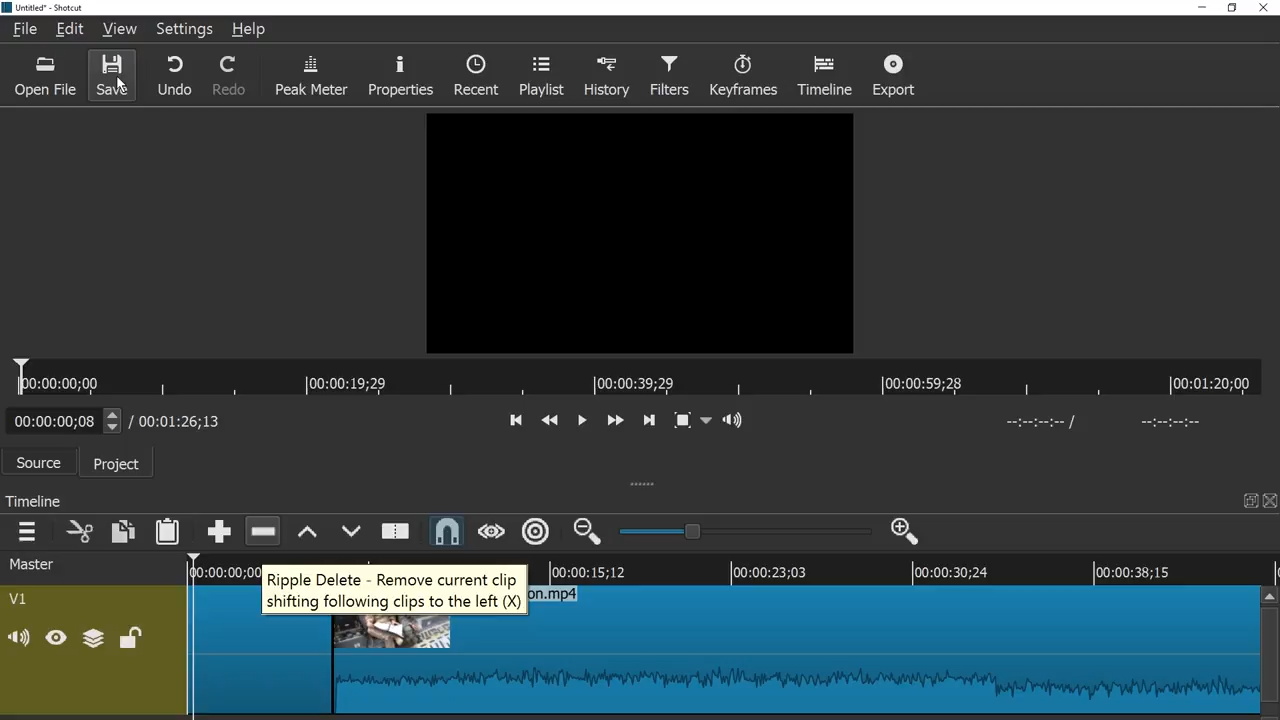 Untitled* - Shotcut
File Edit View Settings Help
Open File Save Undo Redo Peak Meter Properties Recent Playlist History Filters Keyframes Timeline Export
00:00:00;00 00:00:19;29 00:00:39;29 00:00:59;28 00:01:20;00
00:00:00;08 / 00:01:26;13 --:--:--:-- / --:--:--:--
Source Project
Timeline
Master
00:00:00;00 00:00:15;12 00:00:23;03 00:00:30;24 00:00:38;15
Ripple Delete - Remove current clip
shifting following clips to the left (X)
on.mp4
V1